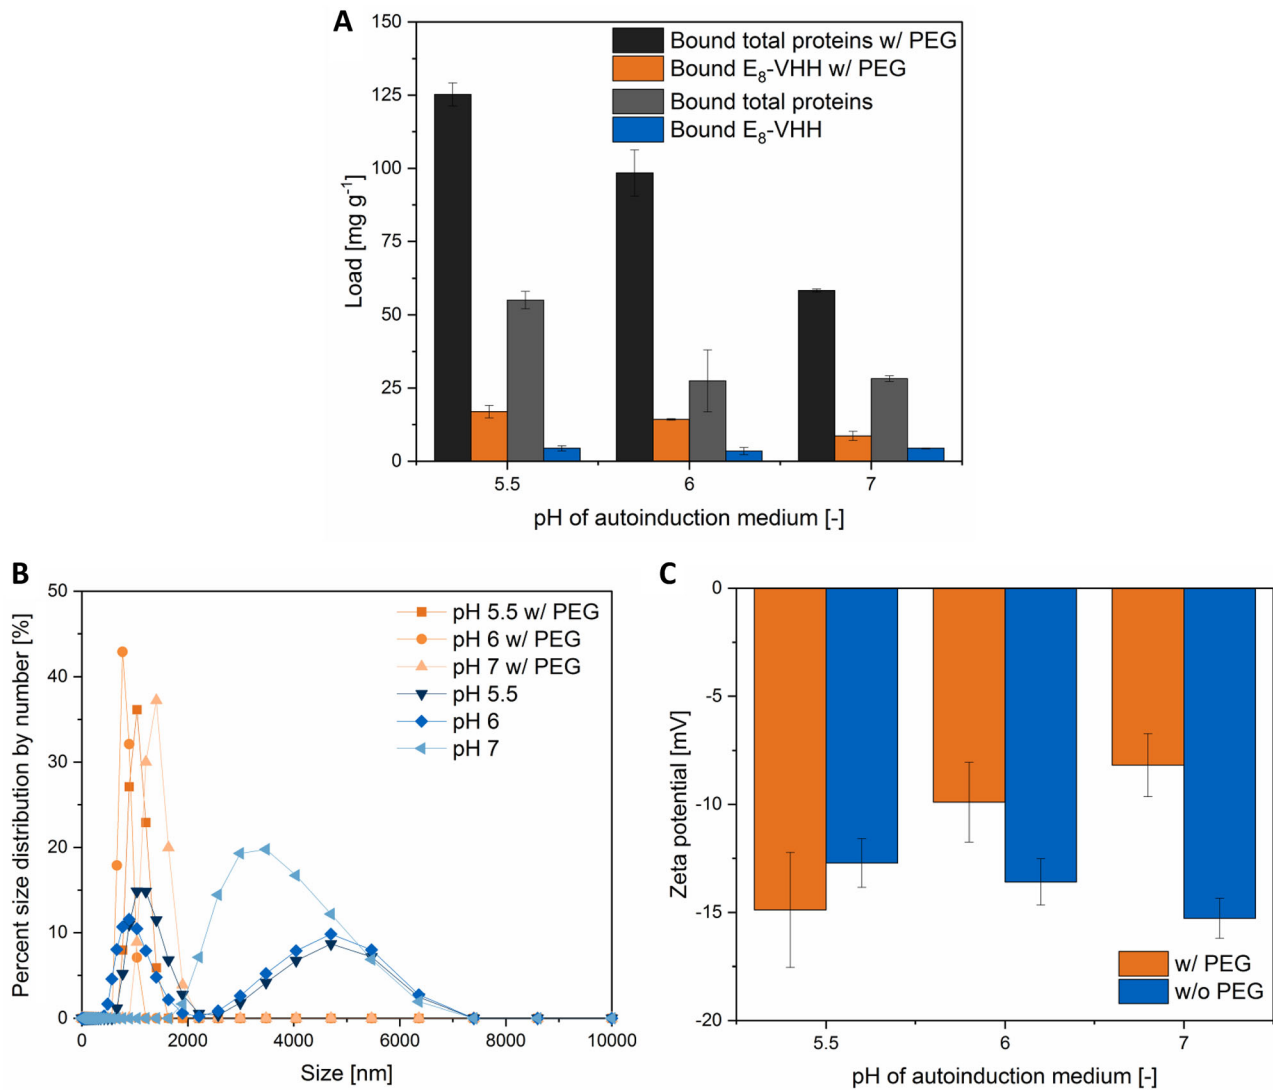 A
150
125
100
75
50
25
0
Load [mg g⁻¹]
Bound total proteins w/ PEG
Bound E₈-VHH w/ PEG
Bound total proteins
Bound E₈-VHH
5.5 6 7
pH of autoinduction medium [-]
B
50
40
30
20
10
0
Percent size distribution by number [%]
pH 5.5 w/ PEG
pH 6 w/ PEG
pH 7 w/ PEG
pH 5.5
pH 6
pH 7
0 2000 4000 6000 8000 10000
Size [nm]
C
0
-5
-10
-15
-20
Zeta potential [mV]
w/ PEG
w/o PEG
5.5 6 7
pH of autoinduction medium [-]